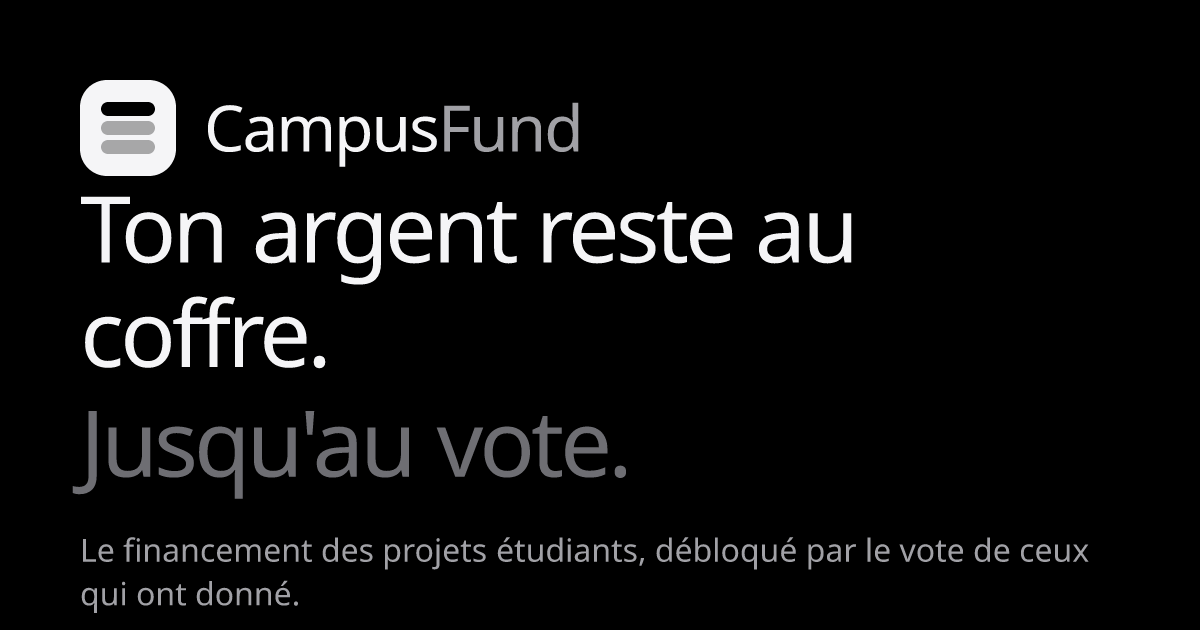 CampusFund
Ton argent reste au
coffre.
Jusqu'au vote.
Le financement des projets étudiants, débloqué par le vote de ceux
qui ont donné.